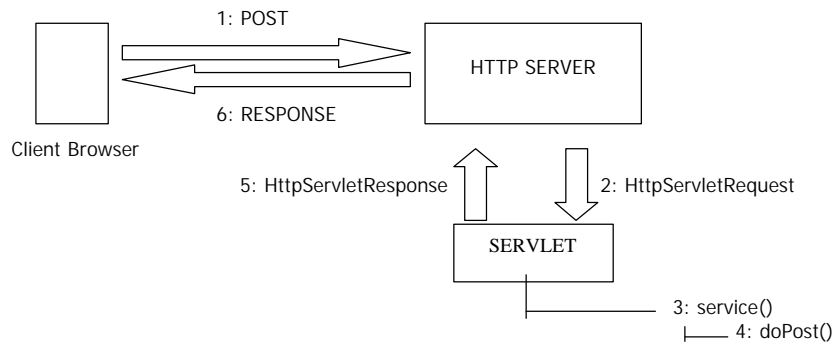 1: POST
HTTP SERVER
6: RESPONSE
Client Browser
5: HttpServletResponse
2: HttpServletRequest
SERVLET
3: service()
4: doPost()